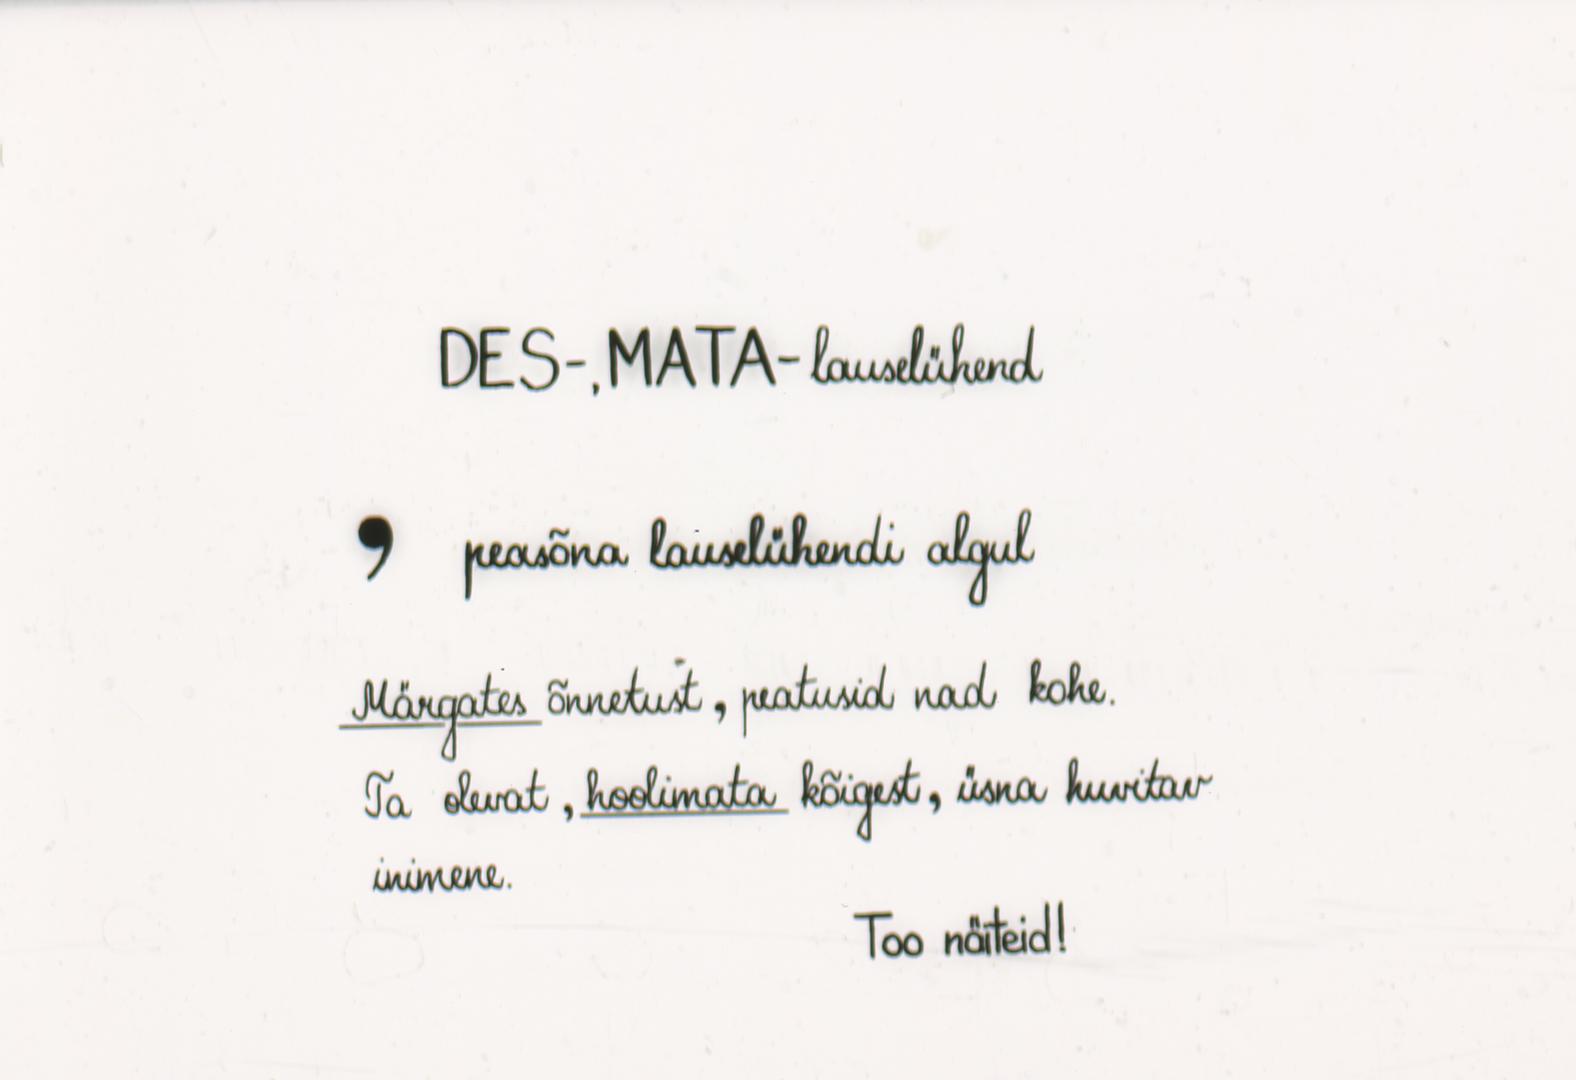 DES-, MATA-lauselühend
, peasõna lauselühendi algul
Märgates õnnetust, peatusid nad kohe.
Ta olevat, hoolimata kõigest, üsna huvitav
inimene.
Too näiteid!